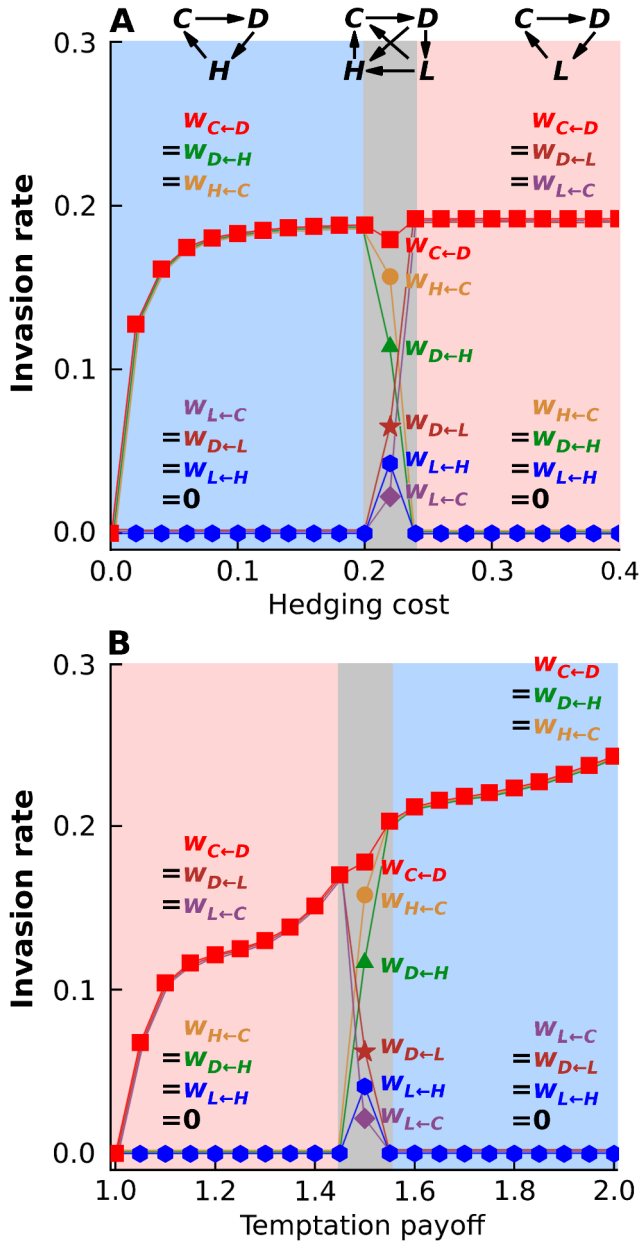 A
C D C D C D
H H L L
0.3
w_{C←D}
=w_{D←H}
=w_{H←C}
w_{C←D}
=w_{D←L}
=w_{L←C}
0.2
w_{C←D}
w_{H←C}
w_{D←H}
w_{D←L}
w_{L←H}
w_{L←C}
0.1
w_{L←C}
=w_{D←L}
=w_{L←H}
=0
w_{H←C}
=w_{D←H}
=w_{L←H}
=0
0.0
Invasion rate
0.0 0.1 0.2 0.3 0.4
Hedging cost
B
0.3
w_{C←D}
=w_{D←H}
=w_{H←C}
0.2
w_{C←D}
=w_{D←L}
=w_{L←C}
w_{C←D}
w_{H←C}
w_{D←H}
w_{D←L}
w_{L←H}
w_{L←C}
0.1
w_{H←C}
=w_{D←H}
=w_{L←H}
=0
w_{L←C}
=w_{D←L}
=w_{L←H}
=0
0.0
Invasion rate
1.0 1.2 1.4 1.6 1.8 2.0
Temptation payoff